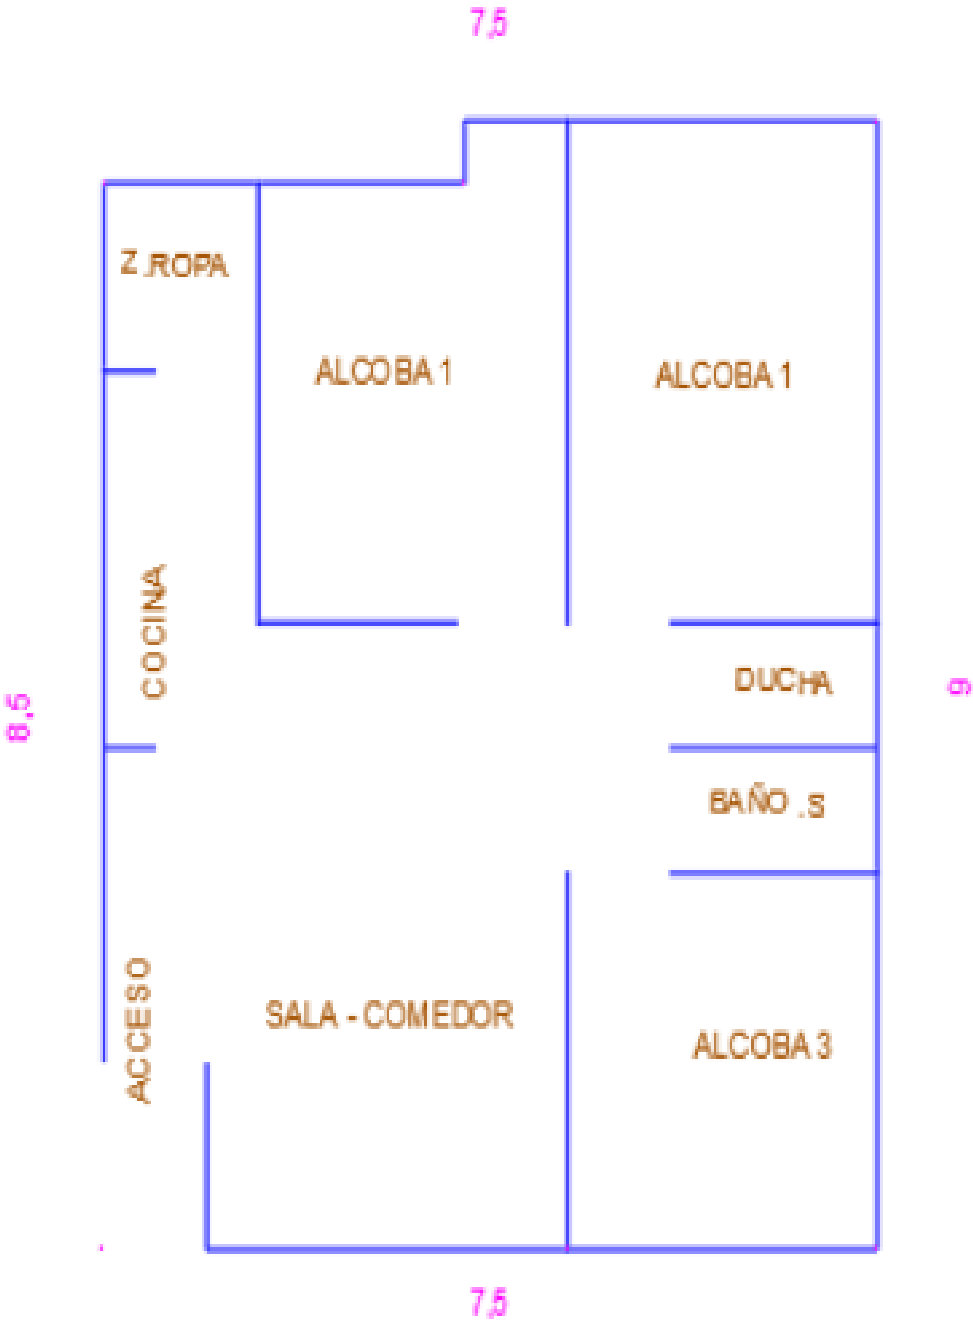 7,5
Z.ROPA
ALCOBA 1
ALCOBA 1
COCINA
DUCHA
8,5
9
BAÑO.S
ACCESO
SALA - COMEDOR
ALCOBA 3
7,5